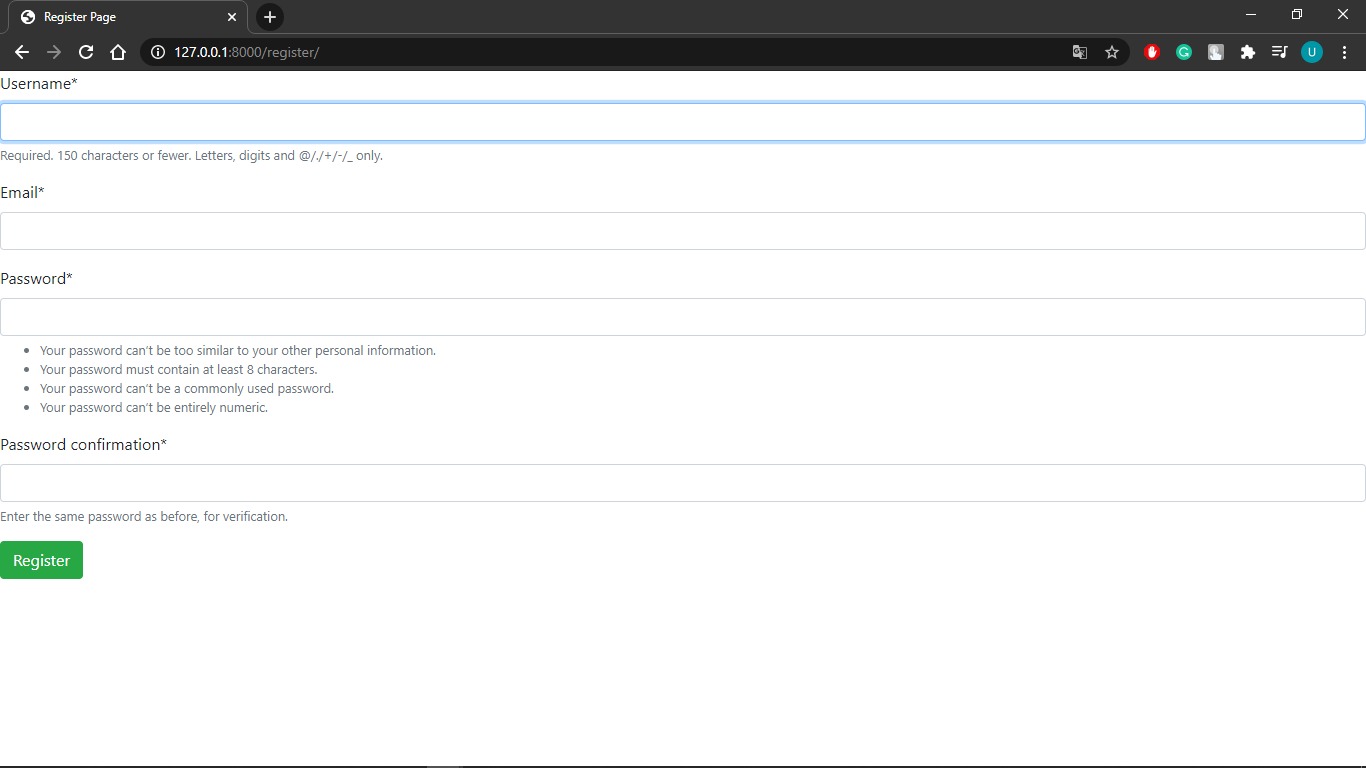 Register Page
127.0.0.1:8000/register/
U
Username*
Required. 150 characters or fewer. Letters, digits and @/./+/-/_ only.
Email*
Password*
Your password can't be too similar to your other personal information.
Your password must contain at least 8 characters.
Your password can't be a commonly used password.
Your password can't be entirely numeric.
Password confirmation*
Enter the same password as before, for verification.
Register